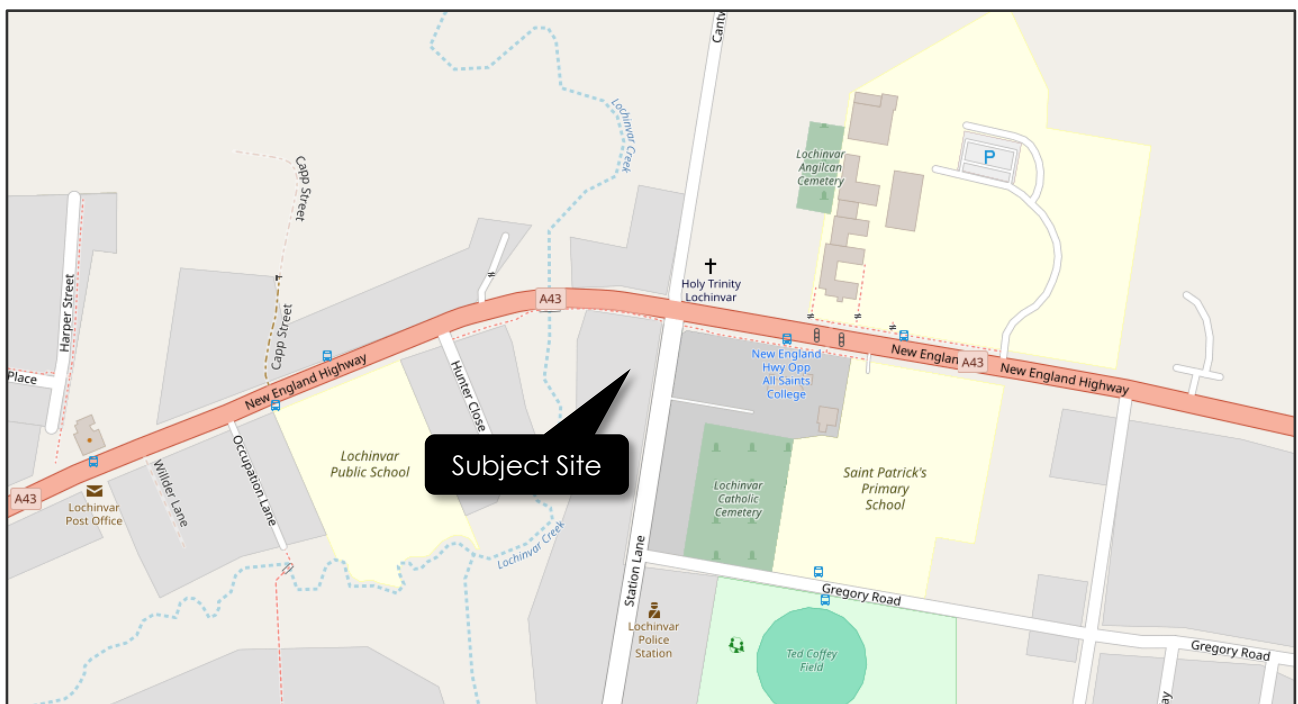 Cantw
Lochinvar Creek
Capp Street
Lochinvar
Angilcan
Cemetery
P
Harper Street
Holy Trinity
Lochinvar
A43
Capp Street
New England
Hwy Opp
All Saints
College
New Englan
A43
New England Highway
Place
New England Highway
Hunter Close
Subject Site
Lochinvar
Public School
Occupation Lane
Willder Lane
A43
Lochinvar
Post Office
Lochinvar
Catholic
Cemetery
Saint Patrick's
Primary
School
Lochinvar Creek
Station Lane
Gregory Road
Lochinvar
Police
Station
Ted Coffey
Field
Gregory Road
ay